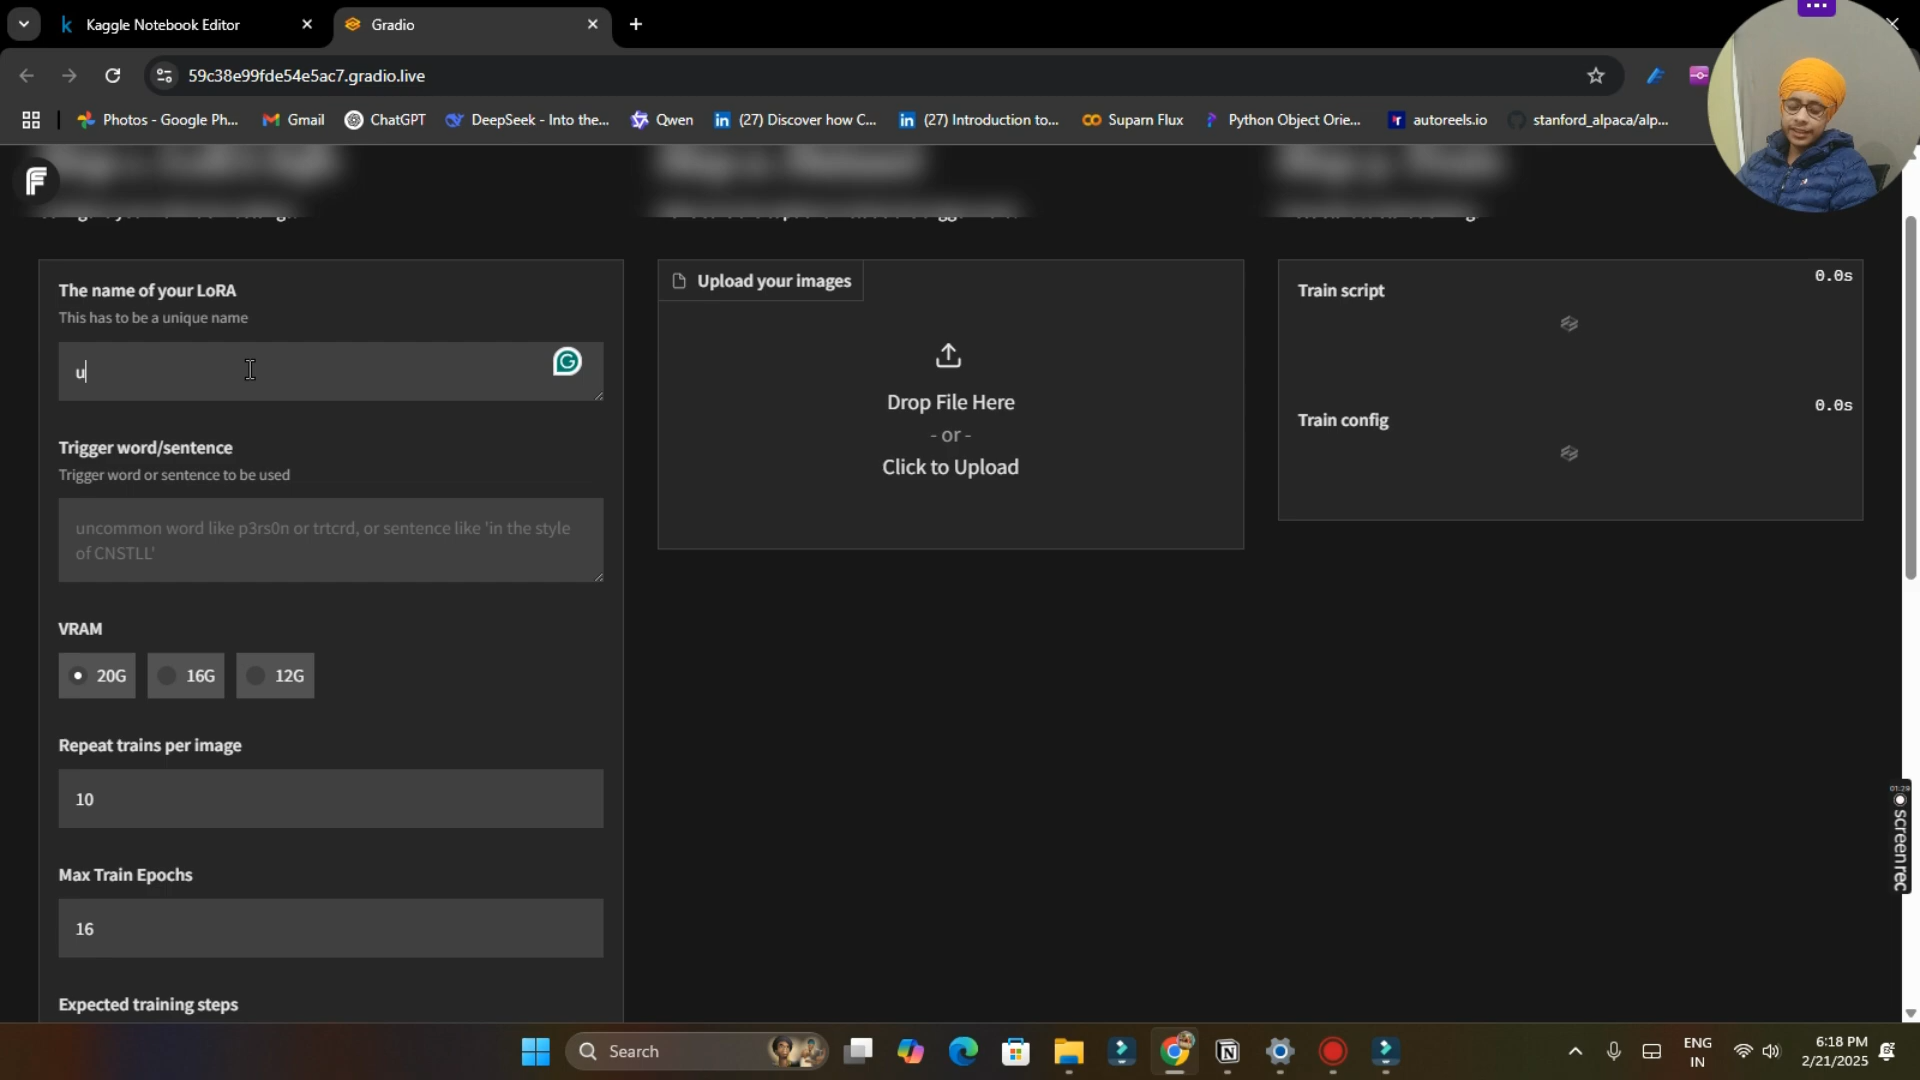 Kaggle Notebook Editor
Gradio
59c38e99fde54e5ac7.gradio.live
Photos - Google Ph...
Gmail
ChatGPT
DeepSeek - Into the...
Qwen
(27) Discover how C...
(27) Introduction to...
Suparn Flux
Python Object Orie...
autoreels.io
stanford_alpaca/alp...
The name of your LoRA
This has to be a unique name
u
Trigger word/sentence
Trigger word or sentence to be used
uncommon word like p3rs0n or trtcrd, or sentence like 'in the style
of CNSTLL'
VRAM
20G
16G
12G
Repeat trains per image
10
Max Train Epochs
16
Expected training steps
Upload your images
Drop File Here
- or -
Click to Upload
0.0s
Train script
0.0s
Train config
01:29
screenrec
Search
ENG
IN
6:18 PM
2/21/2025